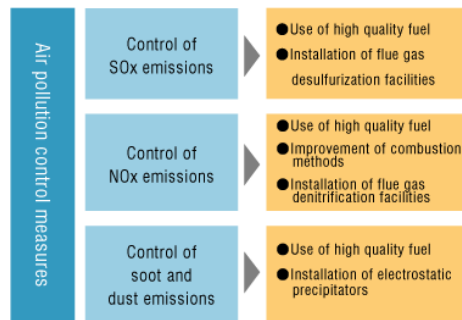 Air pollution control measures
Control of
SOx emissions
●Use of high quality fuel
●Installation of flue gas
desulfurization facilities
Control of
NOx emissions
●Use of high quality fuel
●Improvement of combustion
methods
●Installation of flue gas
denitrification facilities
Control of
soot and
dust emissions
●Use of high quality fuel
●Installation of electrostatic
precipitators